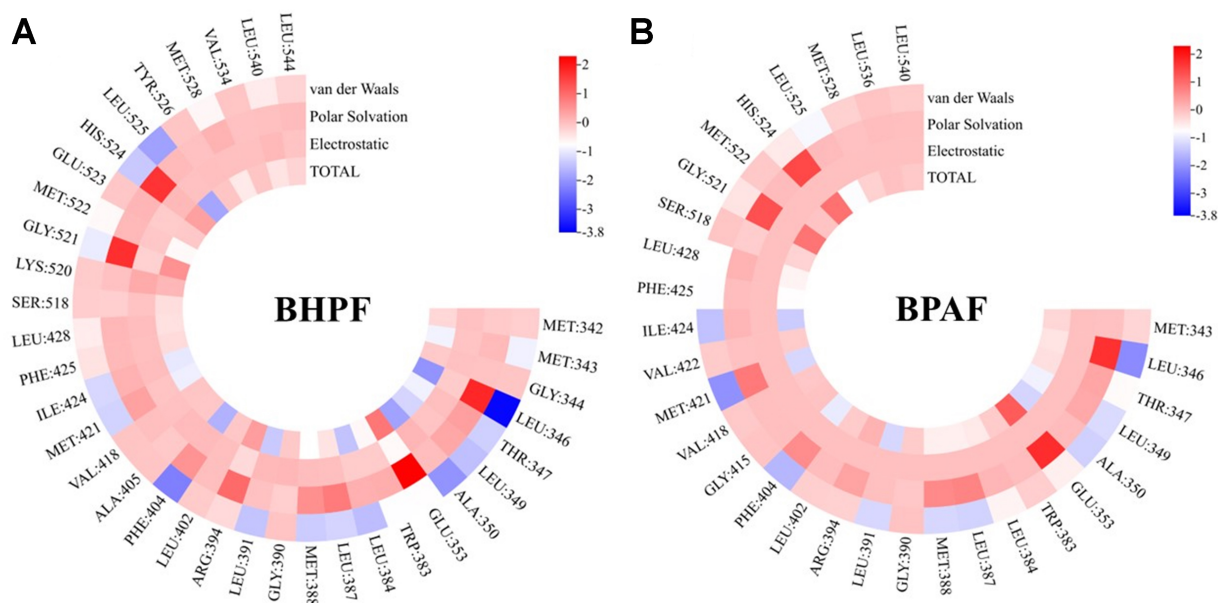 A
LEU:544
LEU:540
VAL:534
MET:528
TYR:526
LEU:525
HIS:524
GLU:523
MET:522
GLY:521
LYS:520
SER:518
LEU:428
PHE:425
ILE:424
MET:421
VAL:418
ALA:405
PHE:404
LEU:402
ARG:394
LEU:391
GLY:390
MET:388
LEU:387
LEU:384
TRP:383
GLU:353
ALA:350
LEU:349
THR:347
LEU:346
GLY:344
MET:343
MET:342
van der Waals
Polar Solvation
Electrostatic
TOTAL
BHPF
2
1
0
-1
-2
-3
-3.8
B
LEU:540
LEU:536
MET:528
LEU:525
HIS:524
MET:522
GLY:521
SER:518
LEU:428
PHE:425
ILE:424
VAL:422
MET:421
VAL:418
GLY:415
PHE:404
LEU:402
ARG:394
LEU:391
GLY:390
MET:388
LEU:387
LEU:384
TRP:383
GLU:353
ALA:350
LEU:349
THR:347
LEU:346
MET:343
van der Waals
Polar Solvation
Electrostatic
TOTAL
BPAF
2
1
0
-1
-2
-3
-3.8